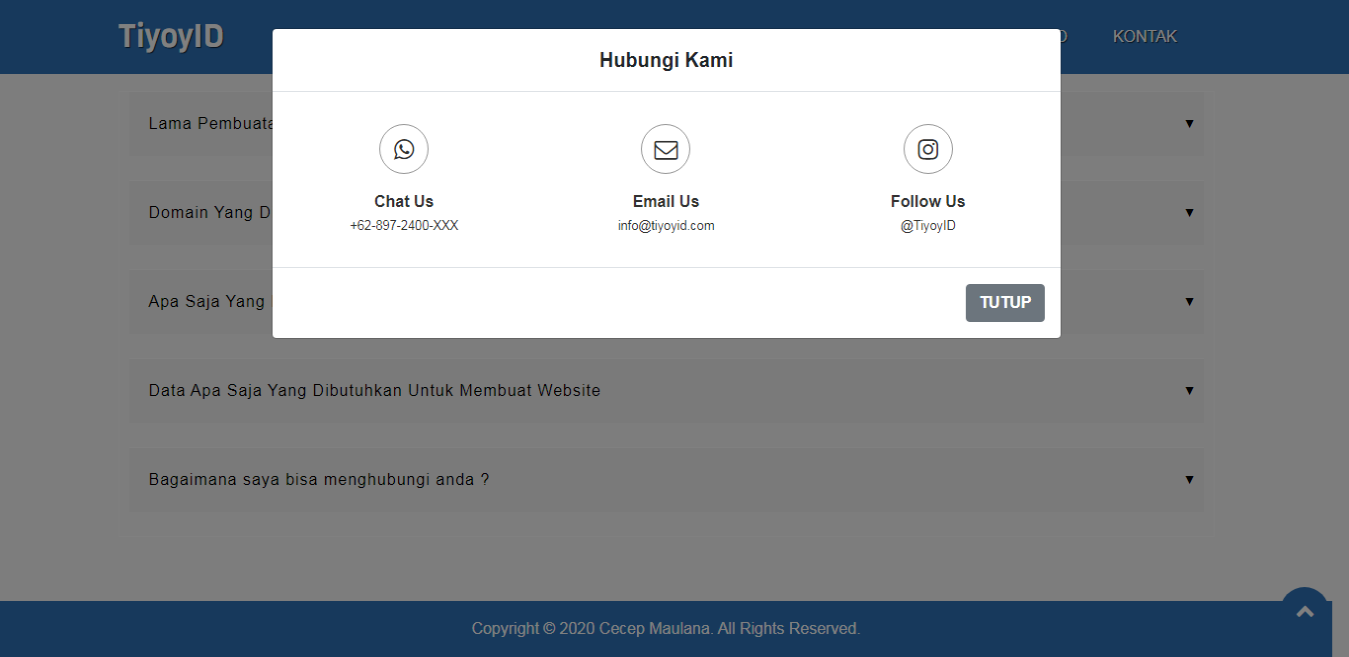 TiyoyID
KONTAK
Hubungi Kami
Chat Us
+62-897-2400-XXX
Email Us
info@tiyoyid.com
Follow Us
@TiyoyID
TUTUP
Lama
Domain Yang
Apa Saja Yang
Data Apa Saja Yang Dibutuhkan Untuk Membuat Website
Bagaimana saya bisa menghubungi anda ?
Copyright © 2020 Cecep Maulana. All Rights Reserved.